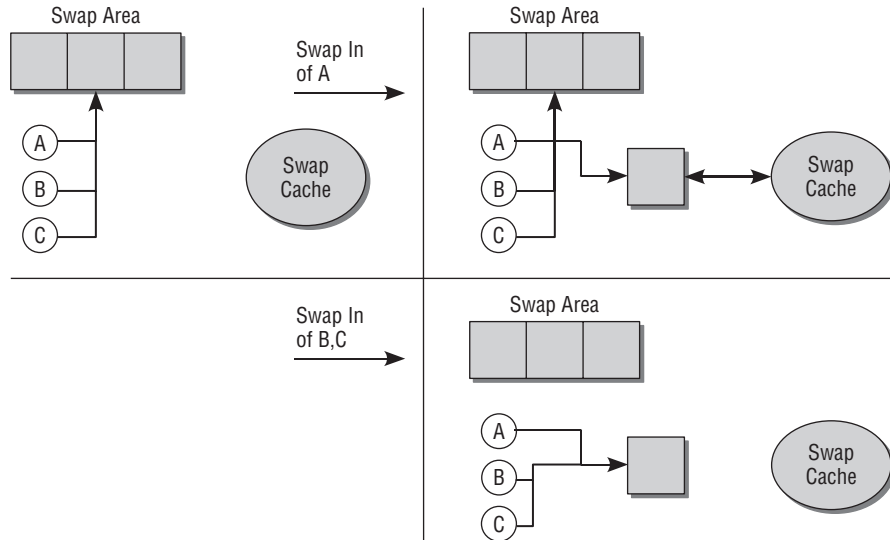 Swap Area
A
B
C
Swap
Cache
Swap In
of A
Swap Area
A
B
C
Swap
Cache
Swap In
of B,C
Swap Area
A
B
C
Swap
Cache